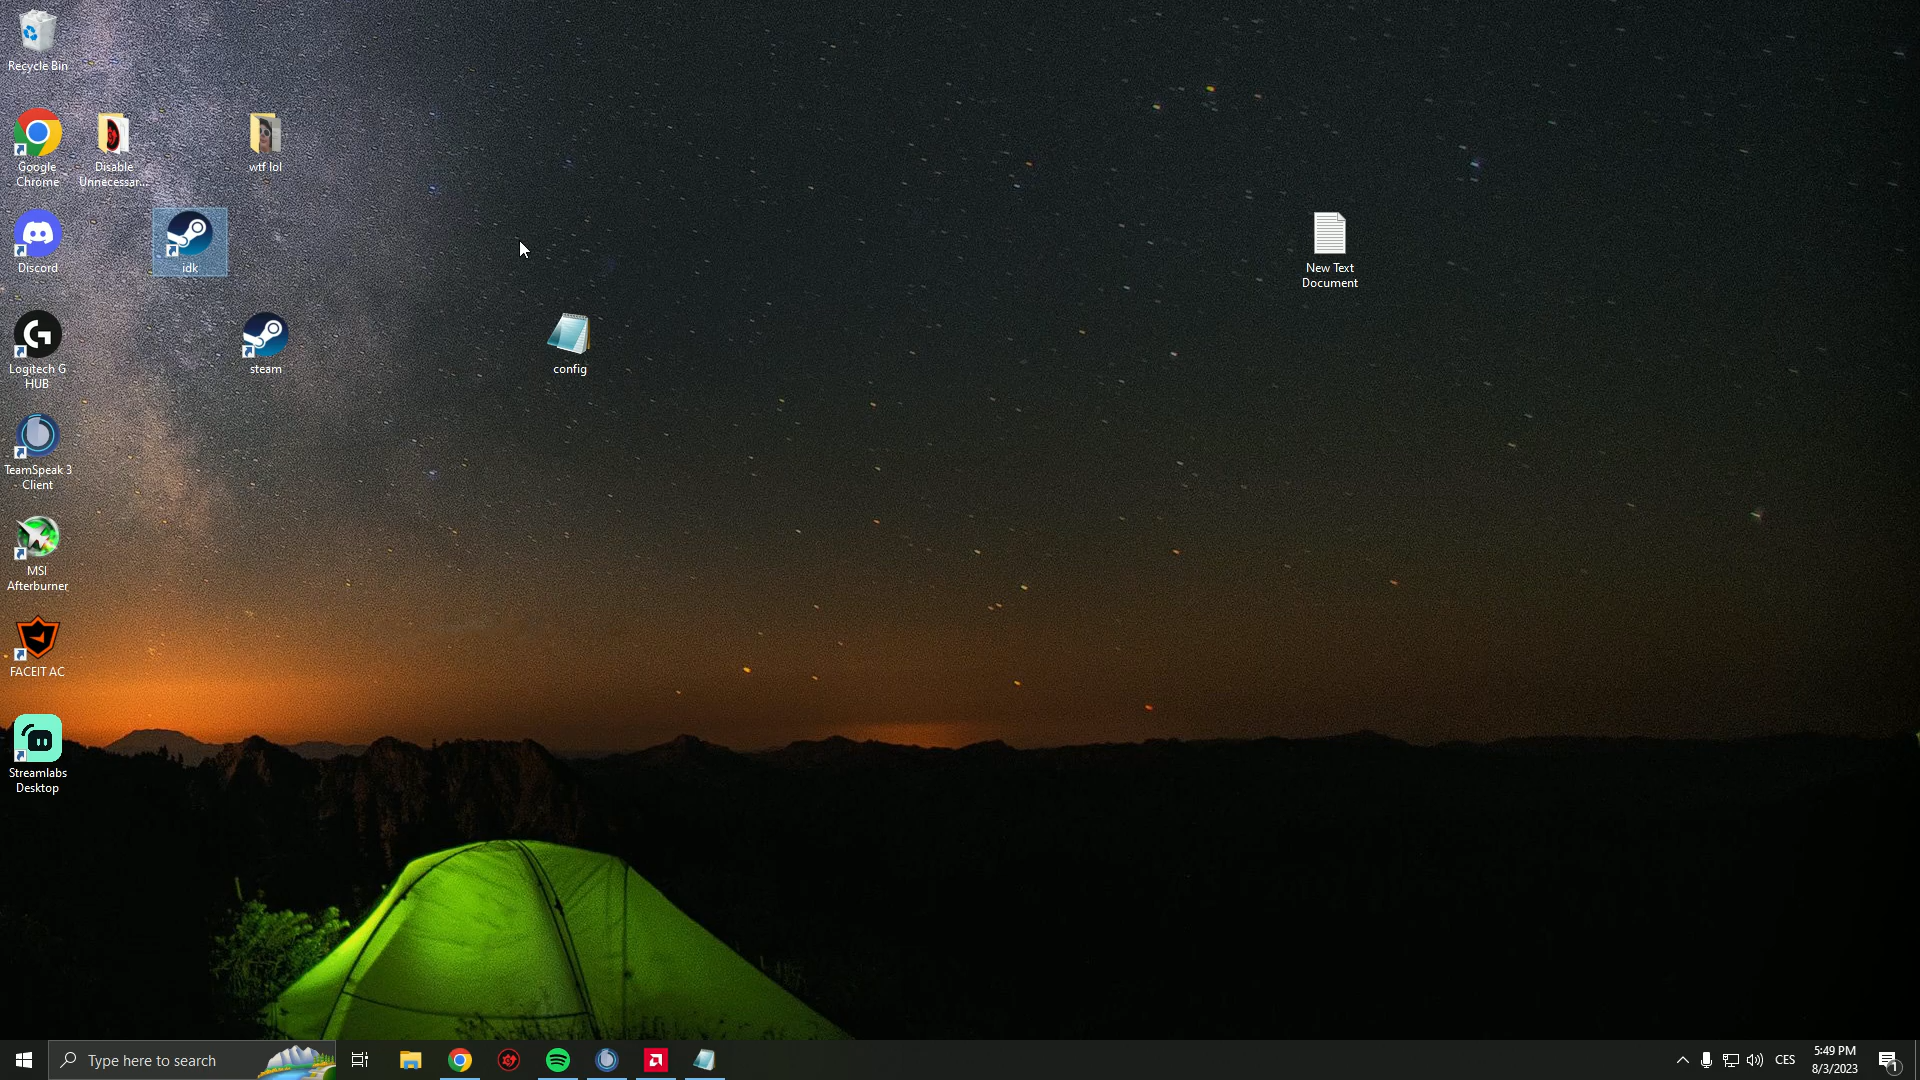 Recycle Bin
Google
Chrome
Disable
Unnecessar...
wtf lol
Discord
idk
New Text
Document
Logitech G
HUB
steam
config
TeamSpeak 3
Client
MSI
Afterburner
FACEIT AC
Streamlabs
Desktop
Type here to search
CES
5:49 PM
8/3/2023
1